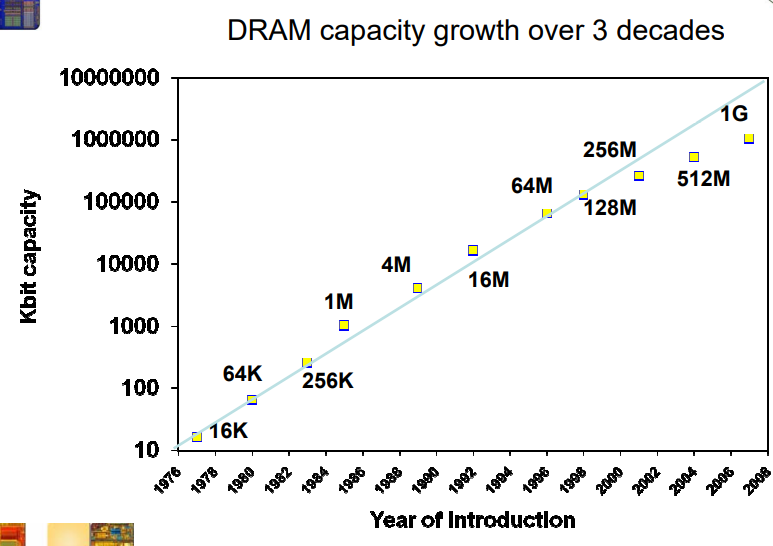 DRAM capacity growth over 3 decades
10000000
1000000
100000
10000
1000
100
10
Kbit capacity
16K
64K
256K
1M
4M
16M
64M
128M
256M
512M
1G
1976
1978
1980
1982
1984
1986
1988
1990
1992
1994
1996
1998
2000
2002
2004
2006
2008
Year of Introduction